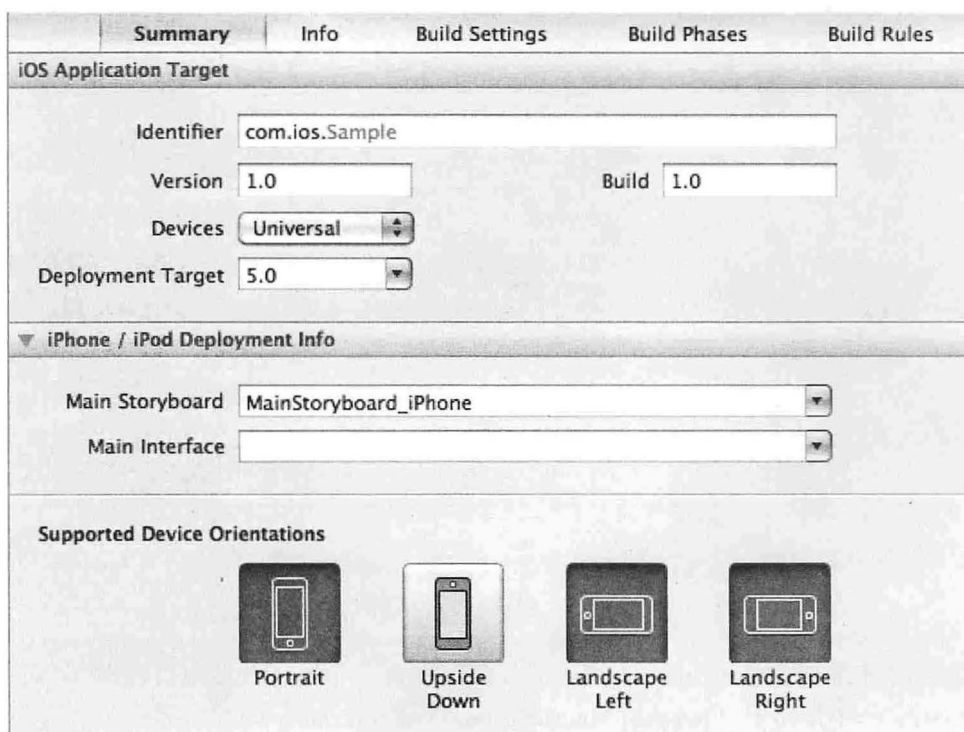 Summary Info Build Settings Build Phases Build Rules
iOS Application Target
Identifier com.ios.Sample
Version 1.0 Build 1.0
Devices Universal
Deployment Target 5.0
iPhone / iPod Deployment Info
Main Storyboard MainStoryboard_iPhone
Main Interface
Supported Device Orientations
Portrait Upside Landscape Landscape
Down Left Right